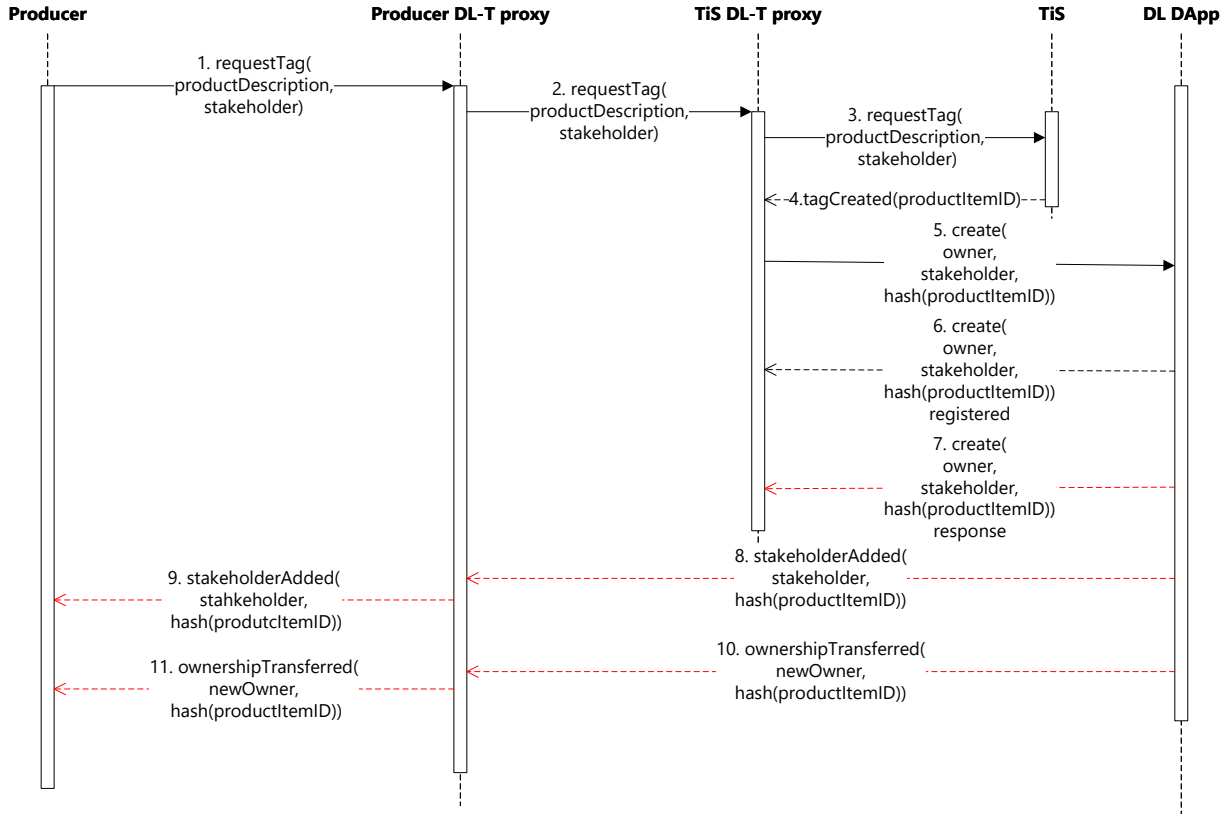 Producer
Producer DL-T proxy
TiS DL-T proxy
TiS
DL DApp
1. requestTag(
productDescription,
stakeholder)
2. requestTag(
productDescription,
stakeholder)
3. requestTag(
productDescription,
stakeholder)
4.tagCreated(productItemID)
5. create(
owner,
stakeholder,
hash(productItemID))
6. create(
owner,
stakeholder,
hash(productItemID))
registered
7. create(
owner,
stakeholder,
hash(productItemID))
response
8. stakeholderAdded(
stakeholder,
hash(productItemID))
9. stakeholderAdded(
stahkeholder,
hash(produtcItemID))
10. ownershipTransferred(
newOwner,
hash(productItemID))
11. ownershipTransferred(
newOwner,
hash(productItemID))